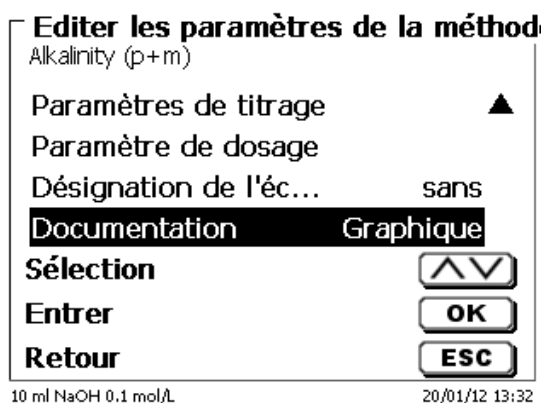 Editer les paramètres de la méthod
Alkalinity (p+m)
Paramètres de titrage
Paramètre de dosage
Désignation de l'éc... sans
Documentation Graphique
Sélection
Entrer OK
Retour ESC
10 ml NaOH 0.1 mol/L 20/01/12 13:32